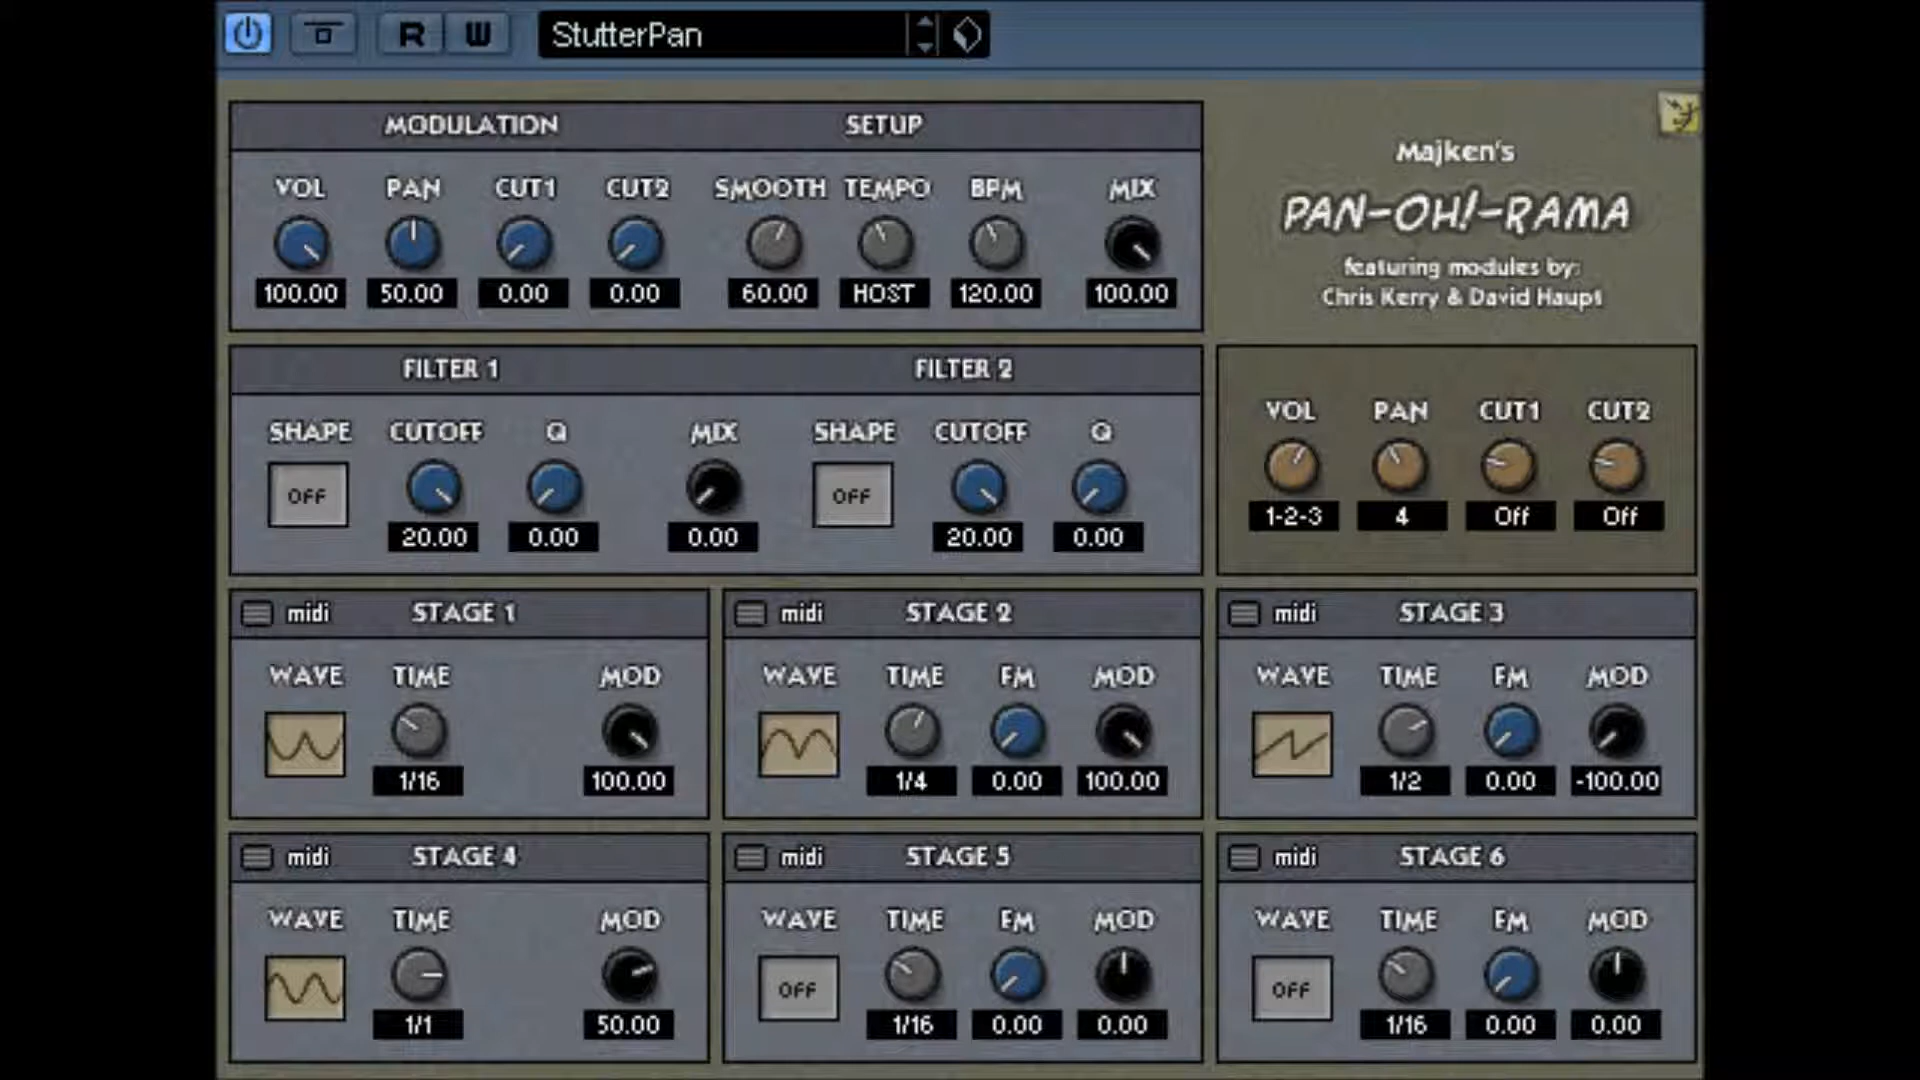 R W StutterPan
MODULATION SETUP
VOL PAN CUT1 CUT2 SMOOTH TEMPO BPM MIX
100.00 50.00 0.00 0.00 60.00 HOST 120.00 100.00
Majken's
PAN-OH!-RAMA
featuring modules by:
Chris Kerry & David Haupt
FILTER 1 FILTER 2
SHAPE CUTOFF Q MIX SHAPE CUTOFF Q
OFF OFF
20.00 0.00 0.00 20.00 0.00
VOL PAN CUT1 CUT2
1-2-3 4 Off Off
midi STAGE 1
WAVE TIME MOD
1/16 100.00
midi STAGE 2
WAVE TIME FM MOD
1/4 0.00 100.00
midi STAGE 3
WAVE TIME FM MOD
1/2 0.00 -100.00
midi STAGE 4
WAVE TIME MOD
1/1 50.00
midi STAGE 5
WAVE TIME FM MOD
OFF
1/16 0.00 0.00
midi STAGE 6
WAVE TIME FM MOD
OFF
1/16 0.00 0.00